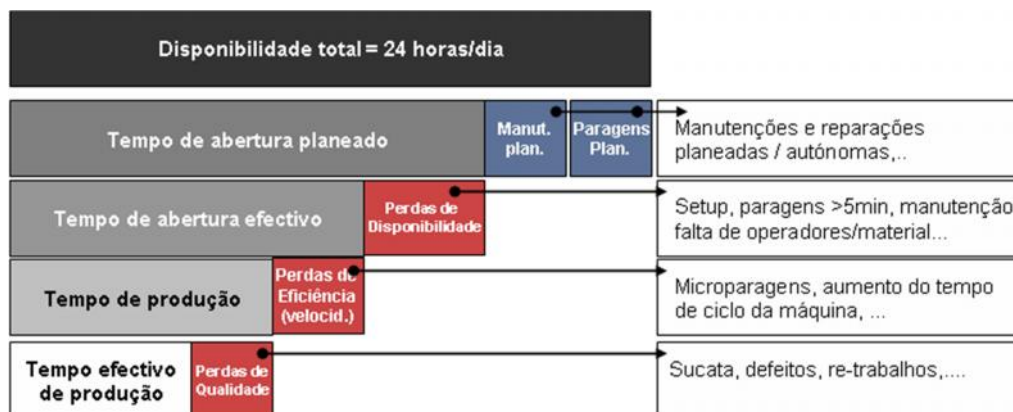 Disponibilidade total = 24 horas/dia
Tempo de abertura planeado
Manut.
plan.
Paragens
Plan.
Manutenções e reparações
planeadas / autónomas,..
Tempo de abertura efectivo
Perdas de
Disponibilidade
Setup, paragens >5min, manutenção
falta de operadores/material...
Tempo de produção
Perdas de
Eficiência
(velocid.)
Microparagens, aumento do tempo
de ciclo da máquina, ...
Tempo efectivo
de produção
Perdas de
Qualidade
Sucata, defeitos, re-trabalhos,....